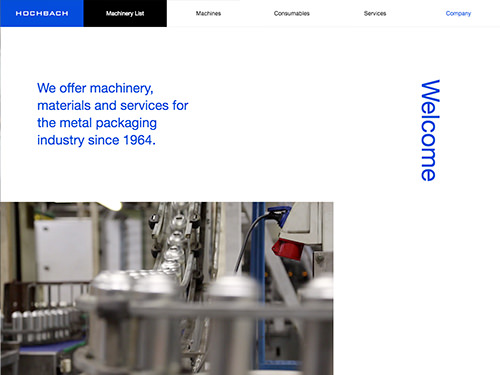 HOCHBACH
Machinery List
Machines
Consumables
Services
Company
We offer machinery,
materials and services for
the metal packaging
industry since 1964.
Welcome